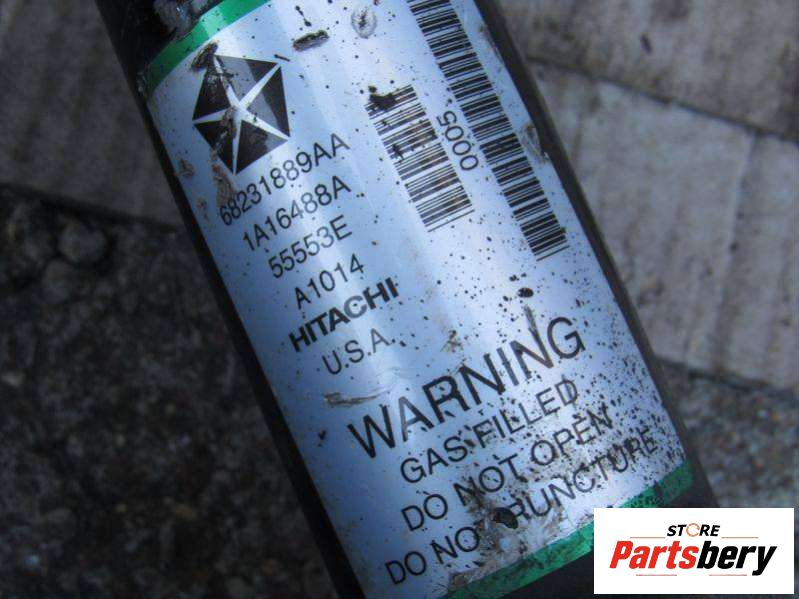 68231889AA
1A16488A
55553E
A1014
HITACHI
U.S.A.
0005
WARNING
GAS FILLED
DO NOT OPEN
DO NOT PUNCTURE
STORE
Partsbery